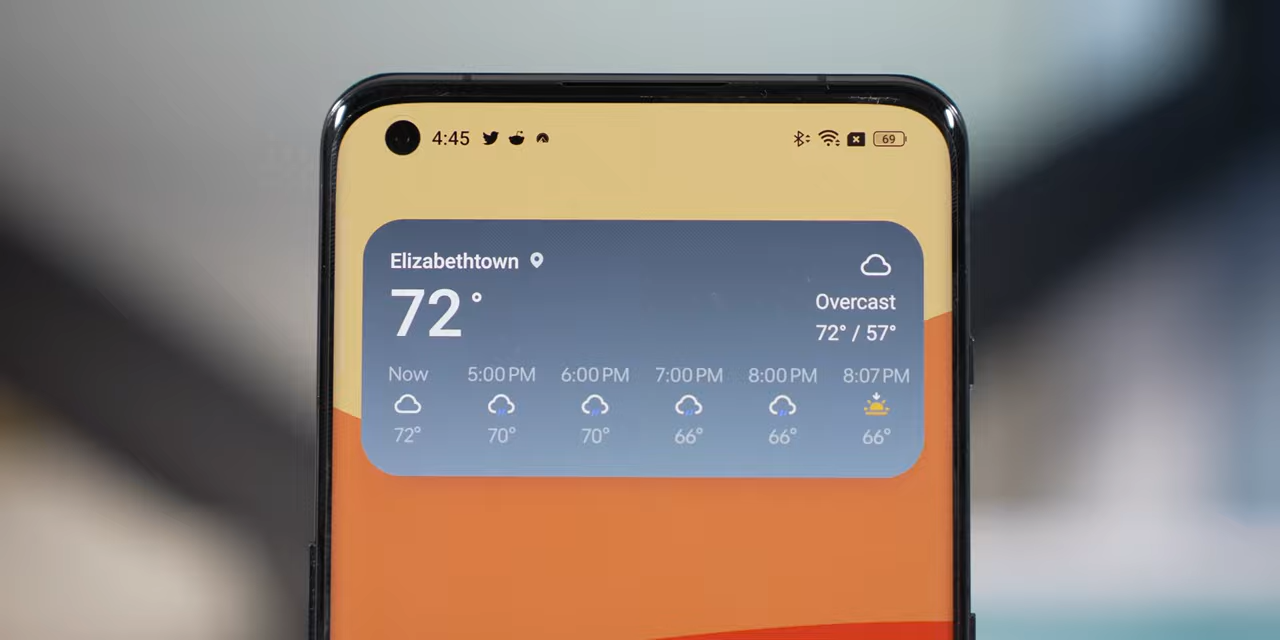 4:45 69
Elizabethtown
72°
Overcast
72° / 57°
Now 5:00 PM 6:00 PM 7:00 PM 8:00 PM 8:07 PM
72° 70° 70° 66° 66° 66°